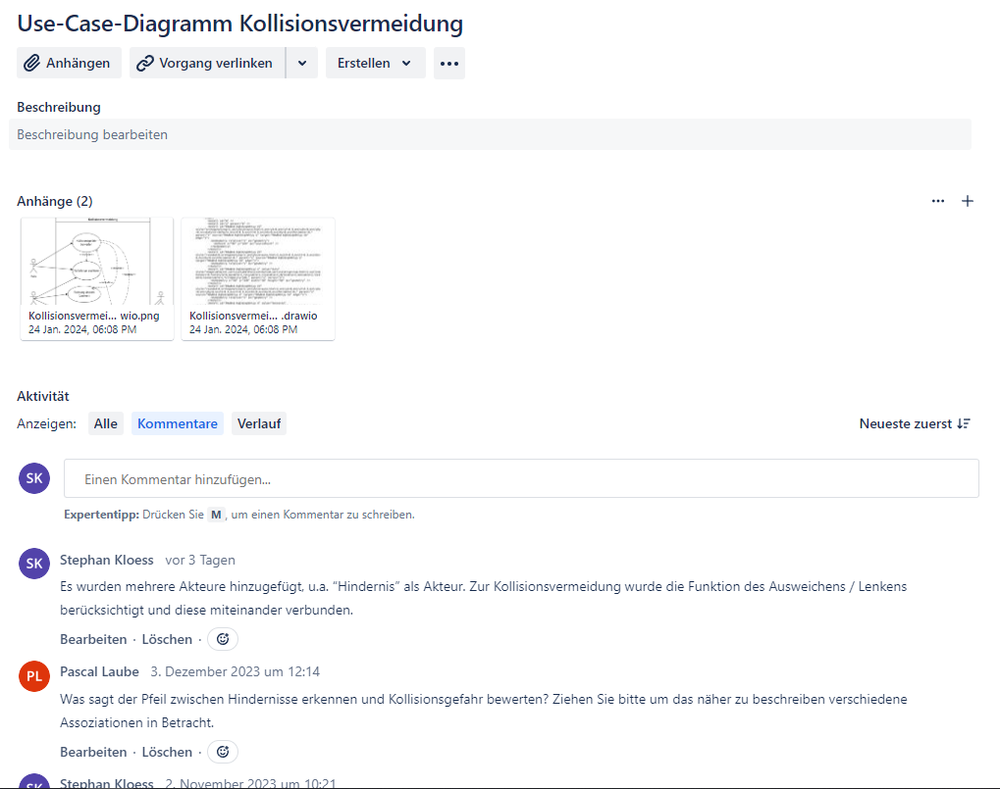 Use-Case-Diagramm Kollisionsvermeidung
Anhängen
Vorgang verlinken
Erstellen
Beschreibung
Beschreibung bearbeiten
Anhänge (2)
Kollisionsvermei... wio.png
24 Jan. 2024, 06:08 PM
Kollisionsvermei... .drawio
24 Jan. 2024, 06:08 PM
Aktivität
Anzeigen: Alle Kommentare Verlauf
Neueste zuerst
SK
Einen Kommentar hinzufügen...
Expertentipp: Drücken Sie M , um einen Kommentar zu schreiben.
SK
Stephan Kloess vor 3 Tagen
Es wurden mehrere Akteure hinzugefügt, u.a. “Hindernis” als Akteur. Zur Kollisionsvermeidung wurde die Funktion des Ausweichens / Lenkens
berücksichtigt und diese miteinander verbunden.
Bearbeiten · Löschen ·
PL
Pascal Laube 3. Dezember 2023 um 12:14
Was sagt der Pfeil zwischen Hindernisse erkennen und Kollisionsgefahr bewerten? Ziehen Sie bitte um das näher zu beschreiben verschiedene
Assoziationen in Betracht.
Bearbeiten · Löschen ·
SK
Stephan Kloess 2. November 2023 um 10:21